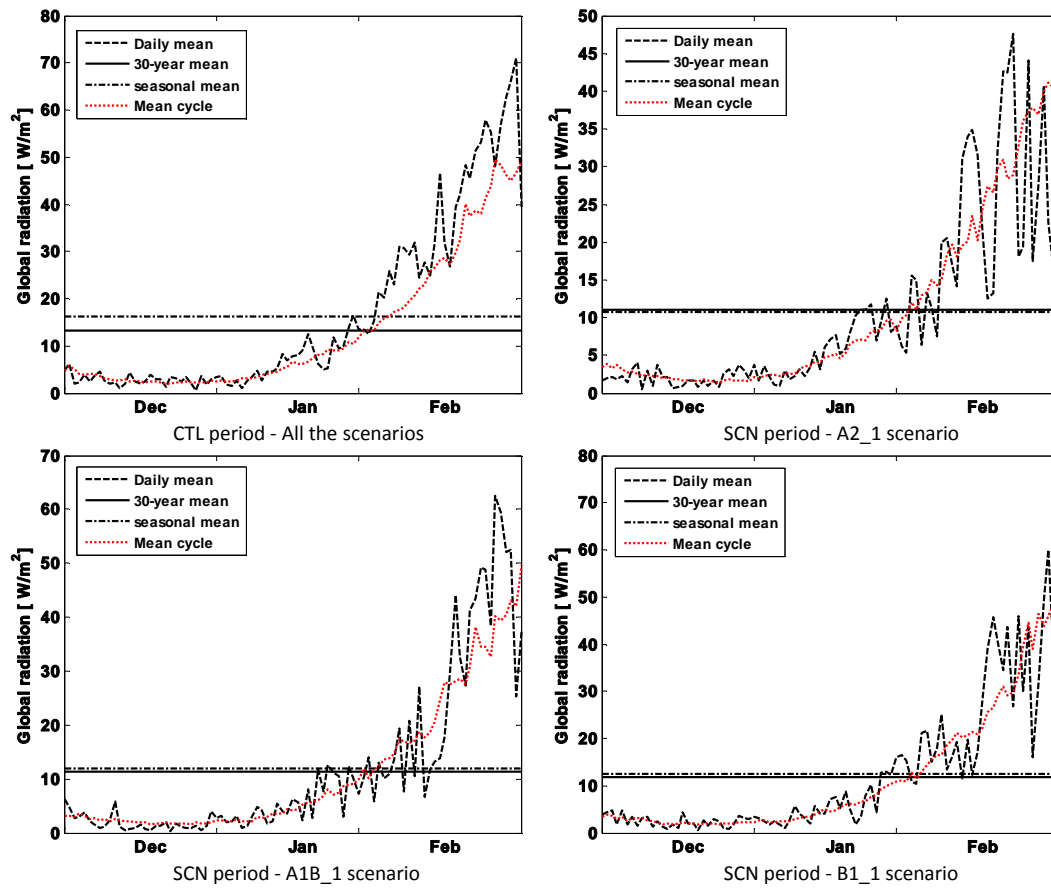 80
70
60
50
40
30
20
10
0
Global radiation [ W/m²]
Daily mean
30-year mean
seasonal mean
Mean cycle
Dec Jan Feb
CTL period - All the scenarios
50
45
40
35
30
25
20
15
10
5
0
Global radiation [ W/m²]
Daily mean
30-year mean
seasonal mean
Mean cycle
Dec Jan Feb
SCN period - A2_1 scenario
70
60
50
40
30
20
10
0
Global radiation [ W/m²]
Daily mean
30-year mean
seasonal mean
Mean cycle
Dec Jan Feb
SCN period - A1B_1 scenario
80
70
60
50
40
30
20
10
0
Global radiation [ W/m²]
Daily mean
30-year mean
seasonal mean
Mean cycle
Dec Jan Feb
SCN period - B1_1 scenario